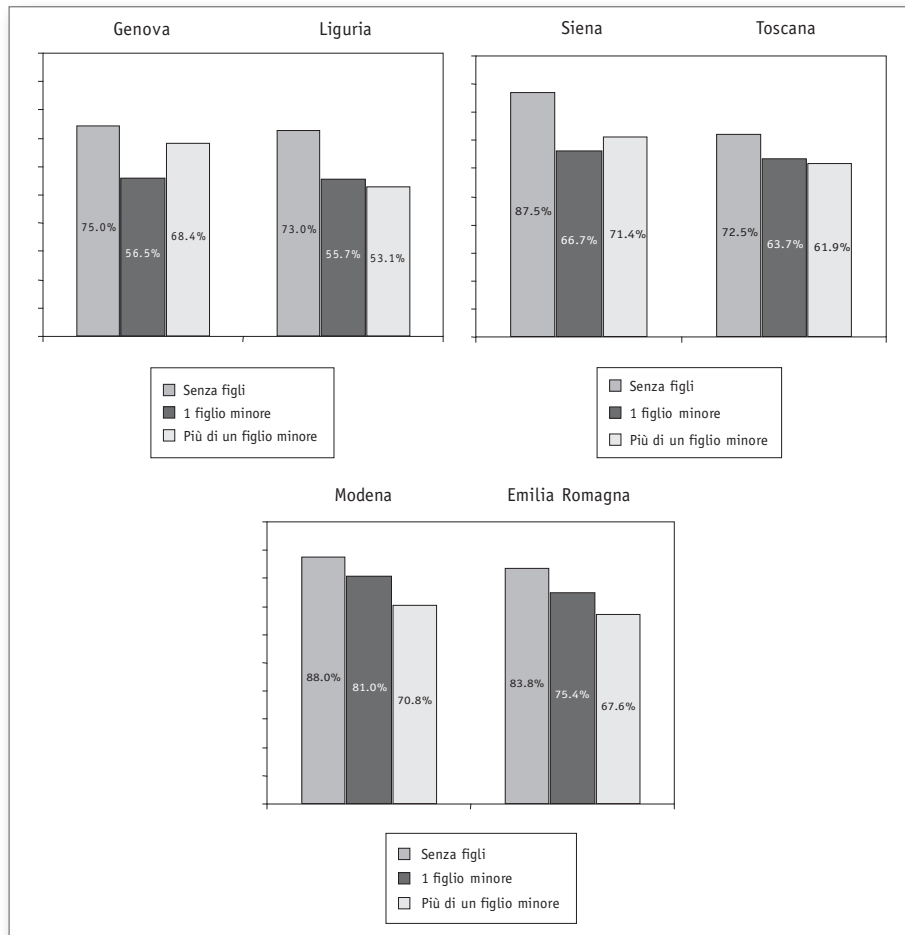 Genova Liguria
75.0% 56.5% 68.4% 73.0% 55.7% 53.1%
Senza figli
1 figlio minore
Più di un figlio minore
Siena Toscana
87.5% 66.7% 71.4% 72.5% 63.7% 61.9%
Senza figli
1 figlio minore
Più di un figlio minore
Modena Emilia Romagna
88.0% 81.0% 70.8% 83.8% 75.4% 67.6%
Senza figli
1 figlio minore
Più di un figlio minore